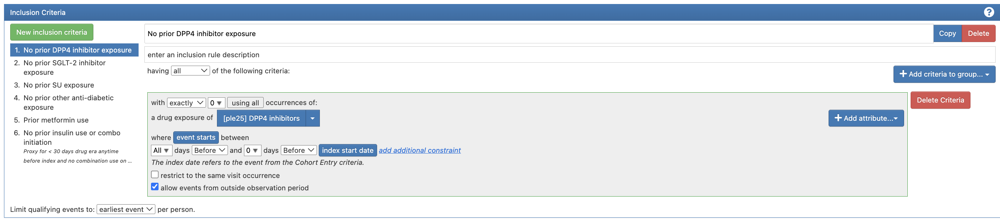 Inclusion Criteria
New inclusion criteria
1. No prior DPP4 inhibitor exposure
2. No prior SGLT-2 inhibitor
exposure
3. No prior SU exposure
4. No prior other anti-diabetic
exposure
5. Prior metformin use
6. No prior insulin use or combo
initiation
Proxy for < 30 days drug era anytime
before index and no combination use on ...
No prior DPP4 inhibitor exposure
Copy Delete
enter an inclusion rule description
having all of the following criteria:
+ Add criteria to group...
with exactly 0 using all occurrences of:
Delete Criteria
a drug exposure of [ple25] DPP4 inhibitors
+ Add attribute...
where event starts between
All days Before and 0 days Before index start date add additional constraint
The index date refers to the event from the Cohort Entry criteria.
restrict to the same visit occurrence
allow events from outside observation period
Limit qualifying events to: earliest event per person.